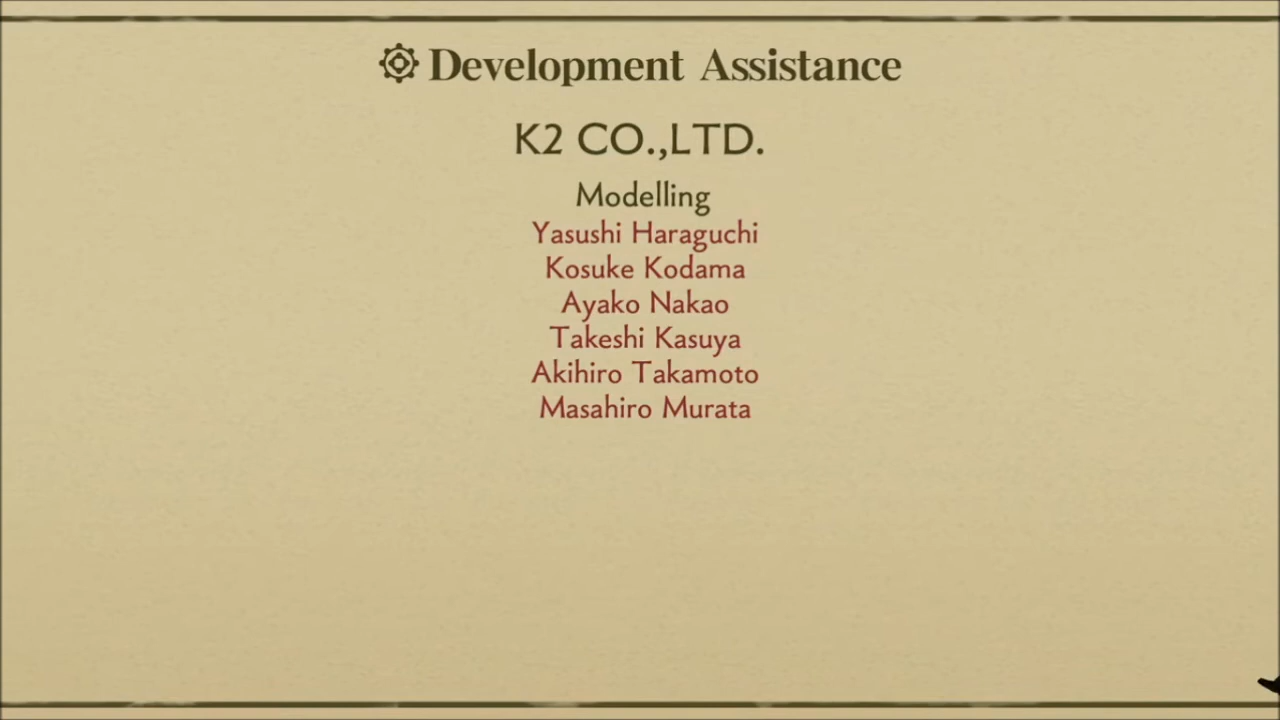 Development Assistance
K2 CO.,LTD.
Modelling
Yasushi Haraguchi
Kosuke Kodama
Ayako Nakao
Takeshi Kasuya
Akihiro Takamoto
Masahiro Murata